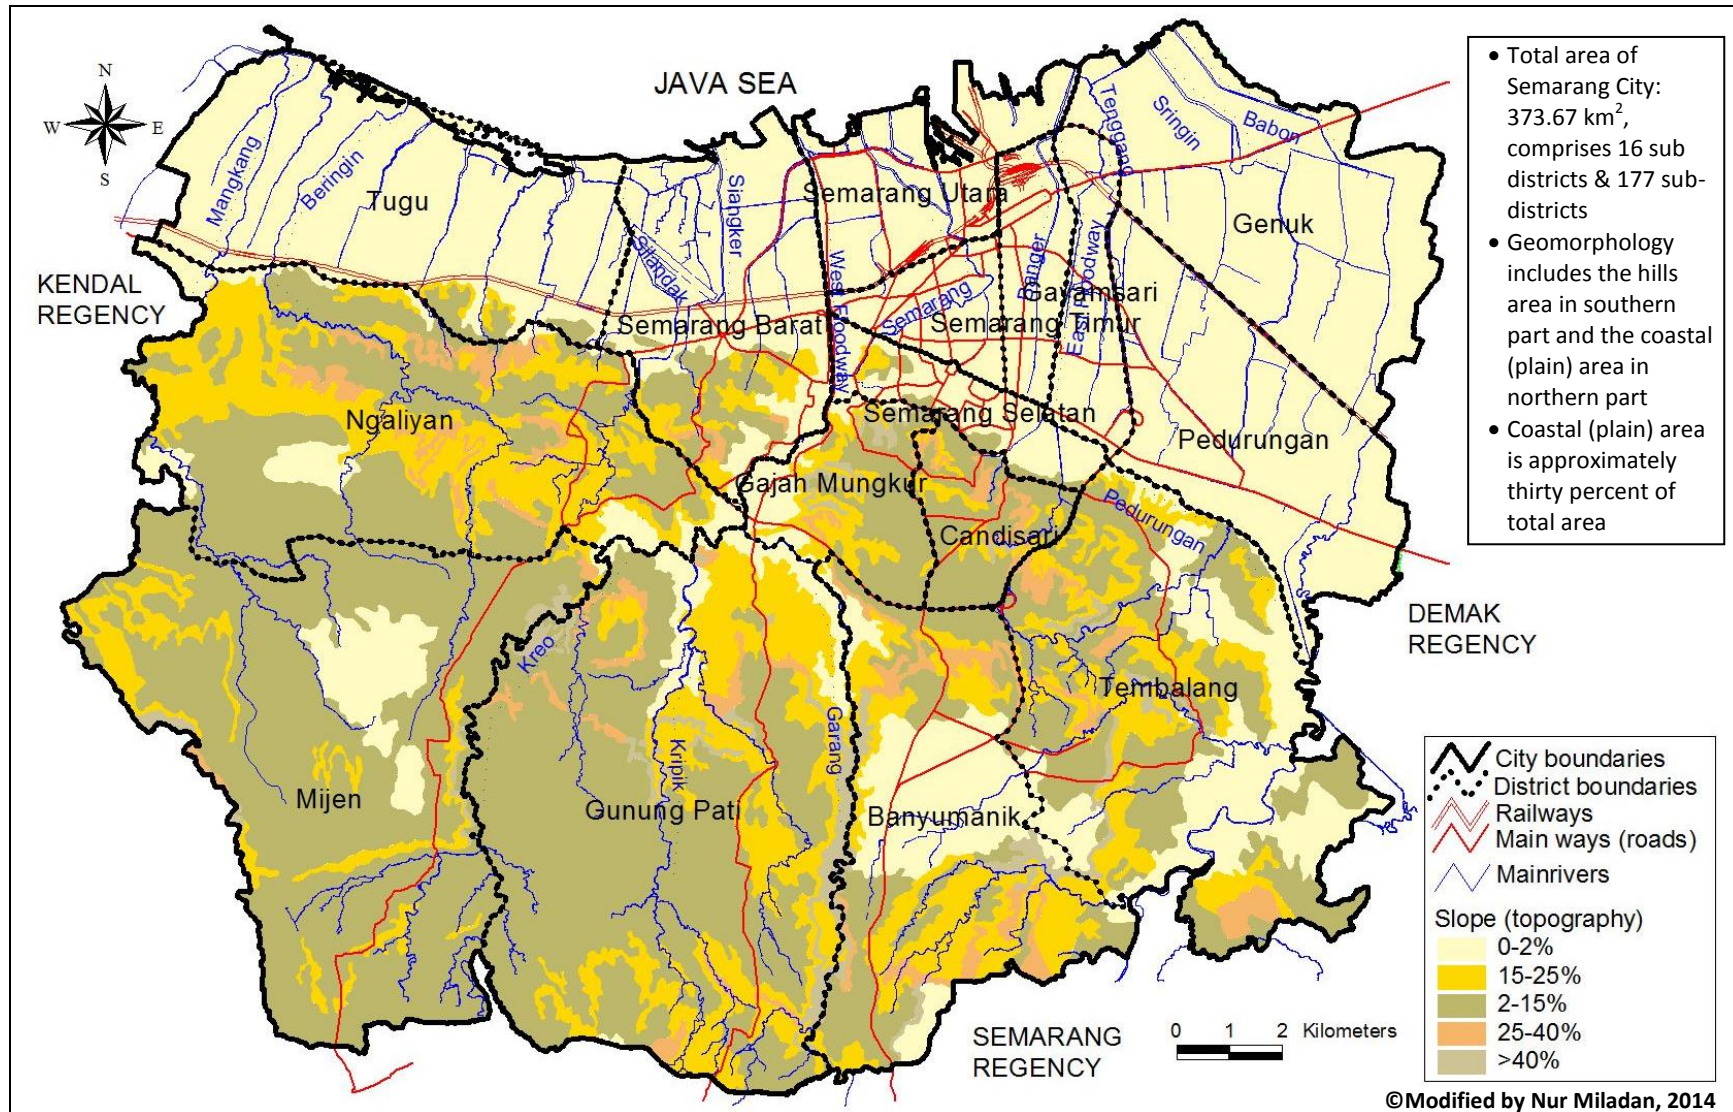 N
W E
S
JAVA SEA
KENDAL
REGENCY
DEMAK
REGENCY
SEMARANG
REGENCY
Mangkang
Beringin
Tugu
Silandak
Siangker
Semarang Utara
West Floodway
Semarang
Banger
East Floodway
Tenggang
Sringin
Babon
Genuk
Gayamsari
Semarang Barat
Semarang Timur
Ngaliyan
Semarang Selatan
Pedurungan
Gajah Mungkur
Candisari
Pedurungan
Kreo
Kripik
Garang
Tembalang
Mijen
Gunung Pati
Banyumanik
0 1 2 Kilometers
• Total area of
Semarang City:
373.67 km²,
comprises 16 sub
districts & 177 sub-
districts
• Geomorphology
includes the hills
area in southern
part and the coastal
(plain) area in
northern part
• Coastal (plain) area
is approximately
thirty percent of
total area
City boundaries
District boundaries
Railways
Main ways (roads)
Mainrivers
Slope (topography)
0-2%
15-25%
2-15%
25-40%
>40%
©Modified by Nur Miladan, 2014